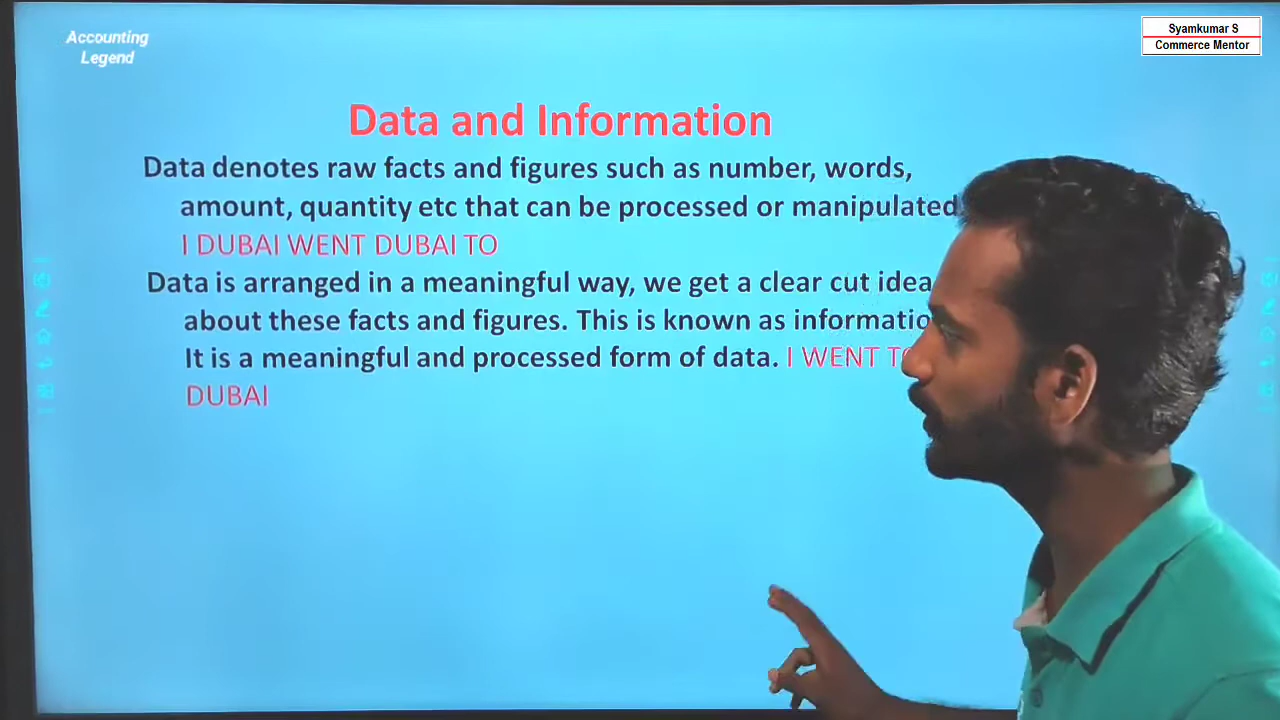 Accounting
Legend
Syamkumar S
Commerce Mentor
Data and Information
Data denotes raw facts and figures such as number, words,
amount, quantity etc that can be processed or manipulated
I DUBAI WENT DUBAI TO
Data is arranged in a meaningful way, we get a clear cut idea
about these facts and figures. This is known as
It is a meaningful and processed form of data. I WENT
DUBAI